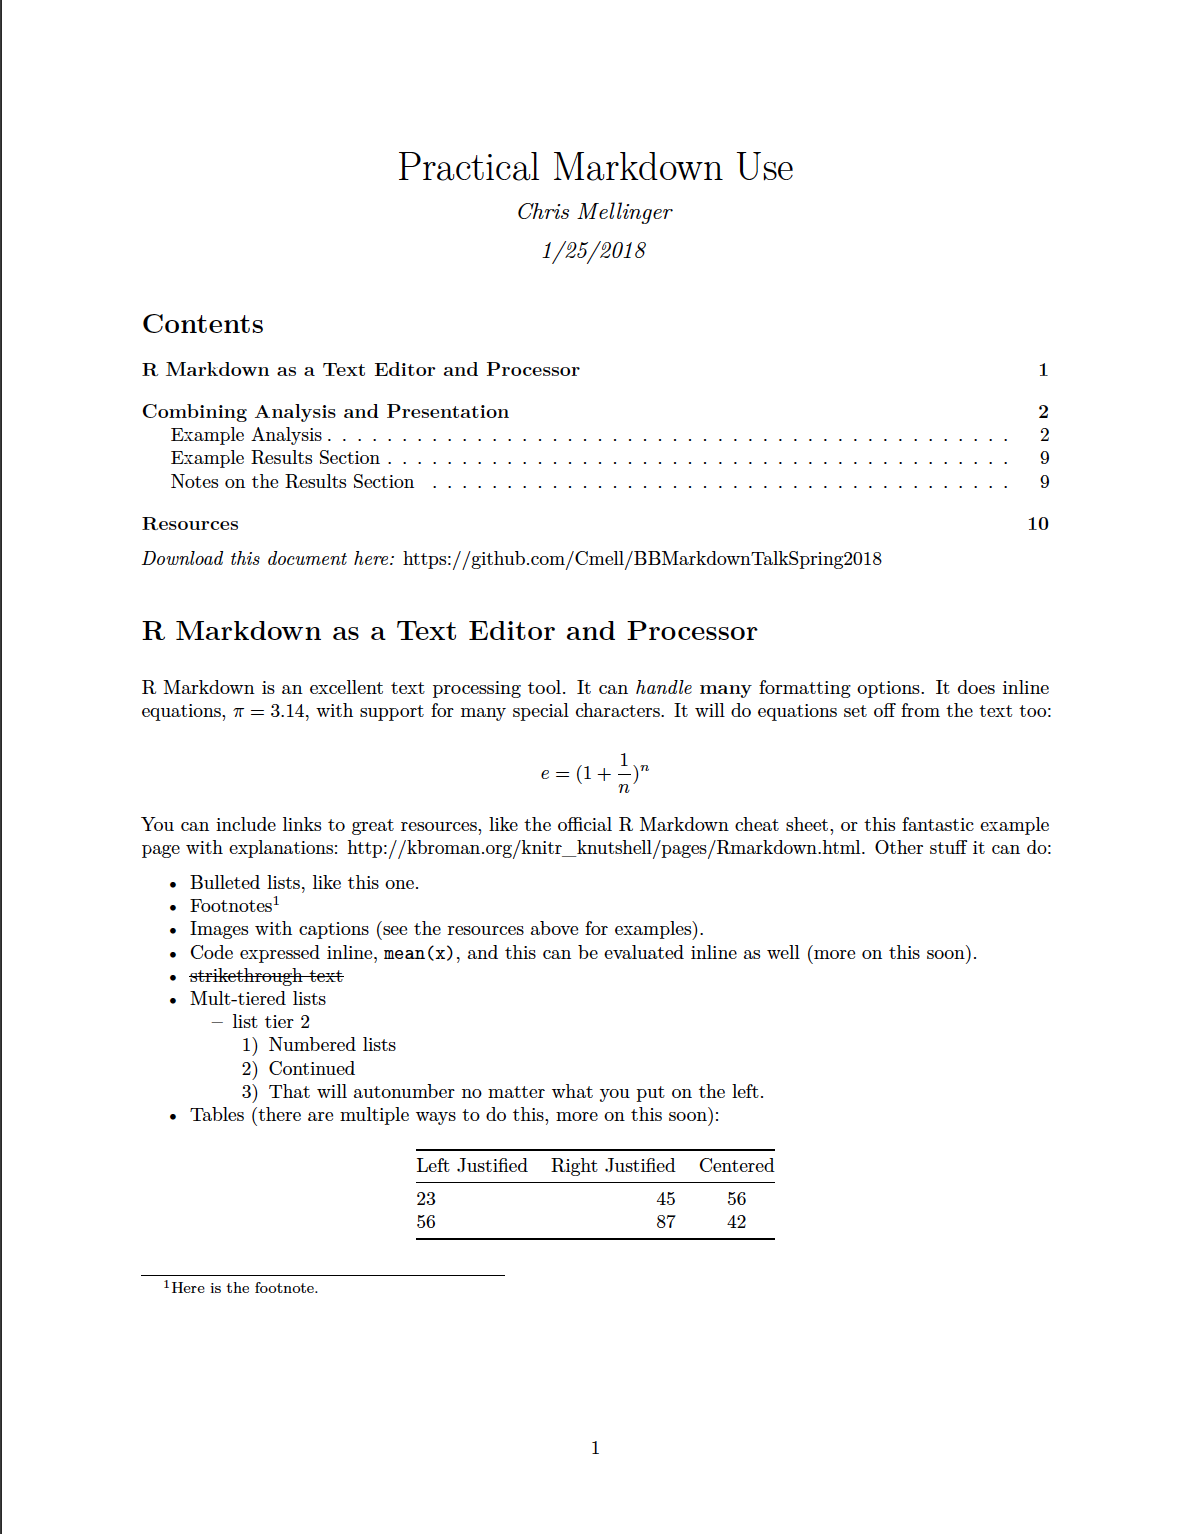 Practical Markdown Use
Chris Mellinger
1/25/2018
Contents
R Markdown as a Text Editor and Processor 1
Combining Analysis and Presentation 2
Example Analysis . . . . . . . . . . . . . . . . . . . . . . . . . . . . . . . . . . . . . . . . . . . . . . 2
Example Results Section . . . . . . . . . . . . . . . . . . . . . . . . . . . . . . . . . . . . . . . . . . 9
Notes on the Results Section . . . . . . . . . . . . . . . . . . . . . . . . . . . . . . . . . . . . . . . 9
Resources 10
Download this document here: https://github.com/Cmell/BBMarkdownTalkSpring2018
R Markdown as a Text Editor and Processor
R Markdown is an excellent text processing tool. It can handle many formatting options. It does inline
equations, π = 3.14, with support for many special characters. It will do equations set off from the text too:
e = (1 + 1/n)^n
You can include links to great resources, like the official R Markdown cheat sheet, or this fantastic example
page with explanations: http://kbroman.org/knitr_knutshell/pages/Rmarkdown.html. Other stuff it can do:
• Bulleted lists, like this one.
• Footnotes¹
• Images with captions (see the resources above for examples).
• Code expressed inline, mean(x), and this can be evaluated inline as well (more on this soon).
• strikethrough text
• Mult-tiered lists
– list tier 2
1) Numbered lists
2) Continued
3) That will autonumber no matter what you put on the left.
• Tables (there are multiple ways to do this, more on this soon):
Left Justified Right Justified Centered
23 45 56
56 87 42
¹Here is the footnote.
1